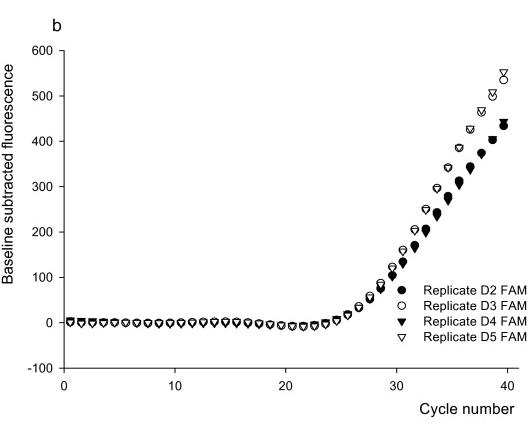 b
600
500
400
300
200
100
0
-100
Baseline subtracted fluorescence
Replicate D2 FAM
Replicate D3 FAM
Replicate D4 FAM
Replicate D5 FAM
0 10 20 30 40
Cycle number